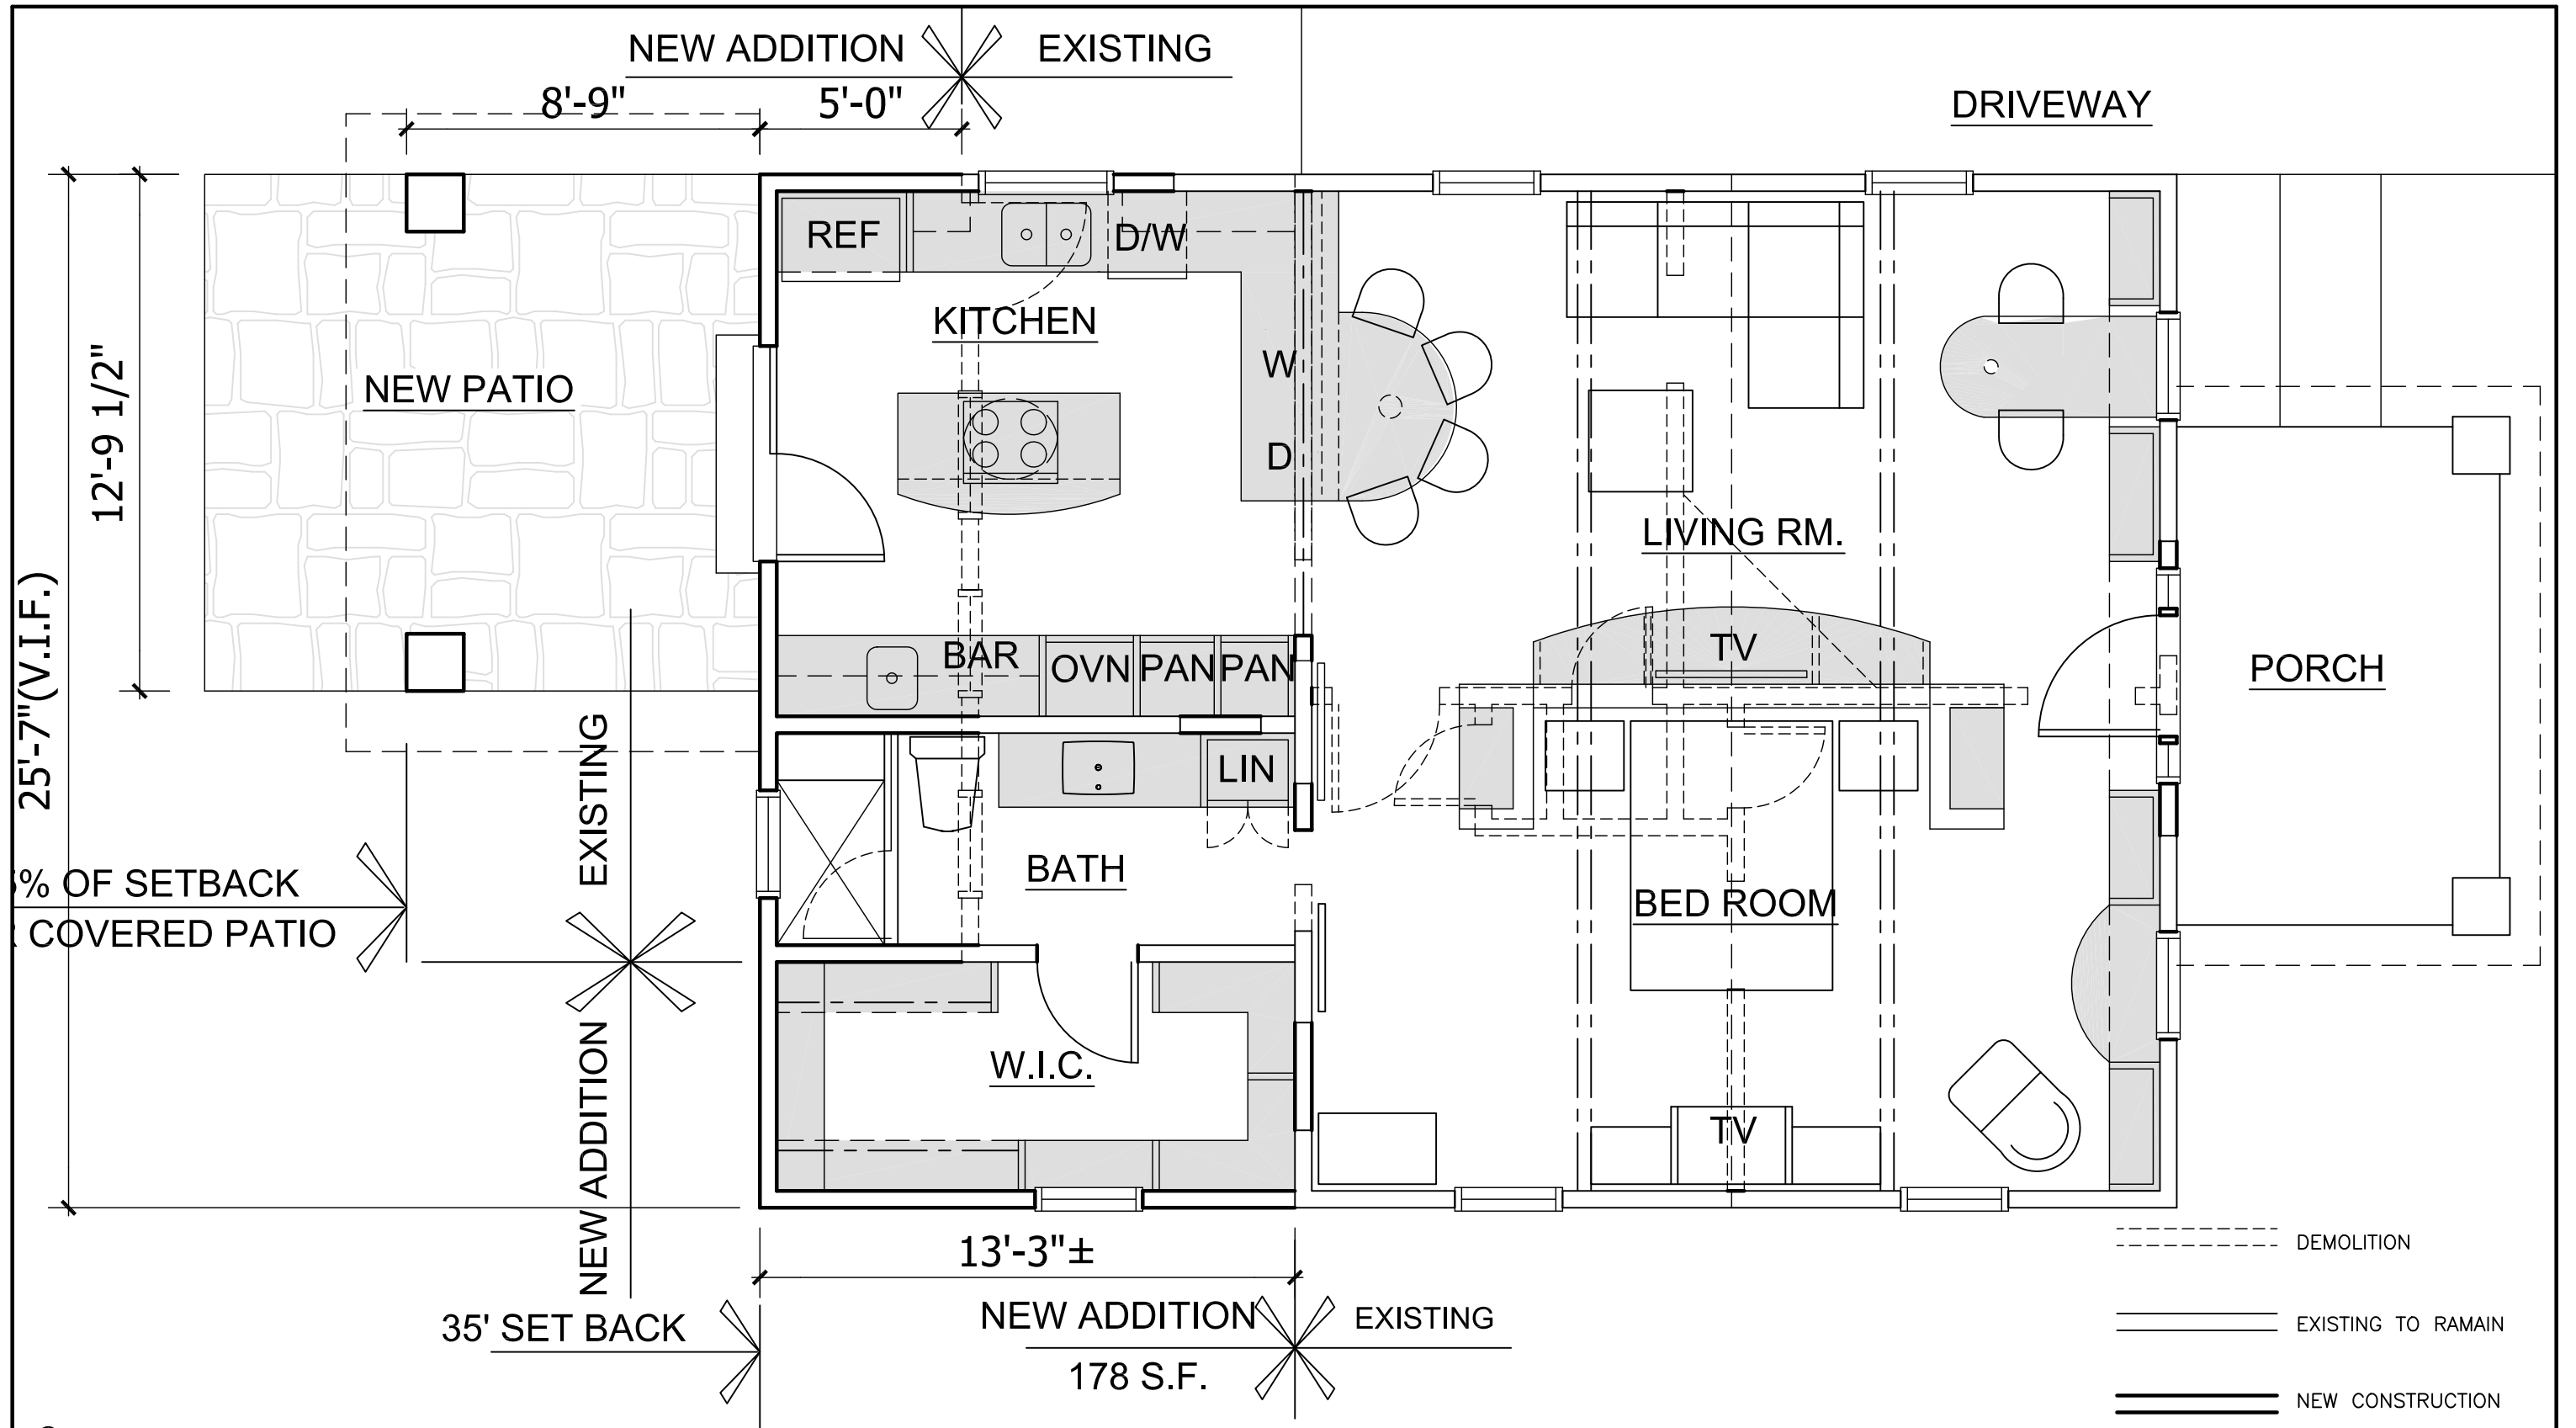 NEW ADDITION
EXISTING
8'-9"
5'-0"
DRIVEWAY
REF
D/W
KITCHEN
W
D
NEW PATIO
12'-9 1/2"
25'-7"(V.I.F.)
LIVING RM.
BAR
OVN
PAN
PAN
TV
PORCH
LIN
EXISTING
NEW ADDITION
BATH
BED ROOM
% OF SETBACK
COVERED PATIO
W.I.C.
TV
13'-3"±
DEMOLITION
35' SET BACK
NEW ADDITION
EXISTING
178 S.F.
EXISTING TO RAMAIN
NEW CONSTRUCTION